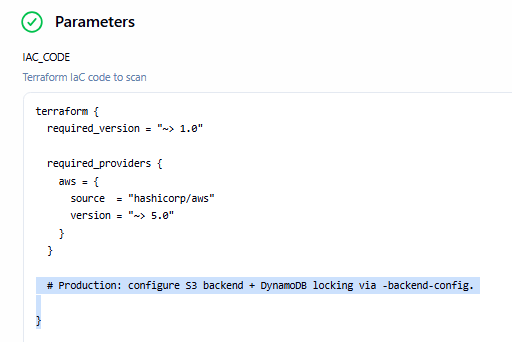 Parameters
IAC_CODE
Terraform IaC code to scan
terraform {
  required_version = "~> 1.0"

  required_providers {
    aws = {
      source  = "hashicorp/aws"
      version = "~> 5.0"
    }
  }

  # Production: configure S3 backend + DynamoDB locking via -backend-config.

}